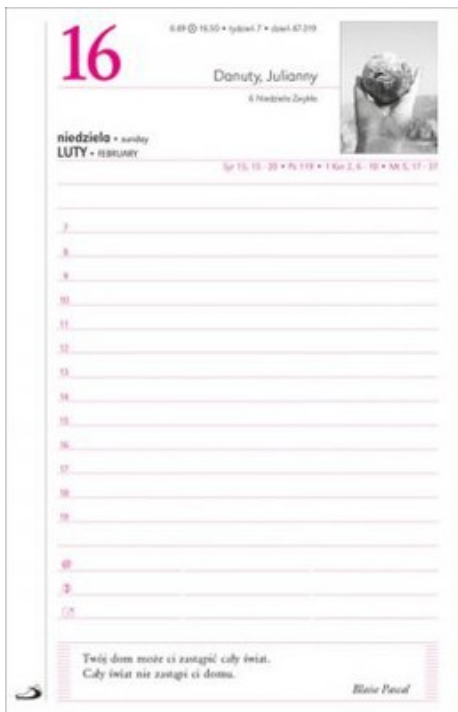 16
6.49 16.50 • tydzień 7 • dzień 47-319
Danuty, Julianny
6 Niedziela Zwykła
niedziela • sunday
LUTY • FEBRUARY
Syr 15, 15 - 20 • Ps 119 • 1 Kor 2, 6 - 10 • Mt 5, 17 - 37
7
8
9
10
11
12
13
14
15
16
17
18
19
@
Twój dom może ci zastąpić cały świat.
Cały świat nie zastąpi ci domu.
Blaise Pascal